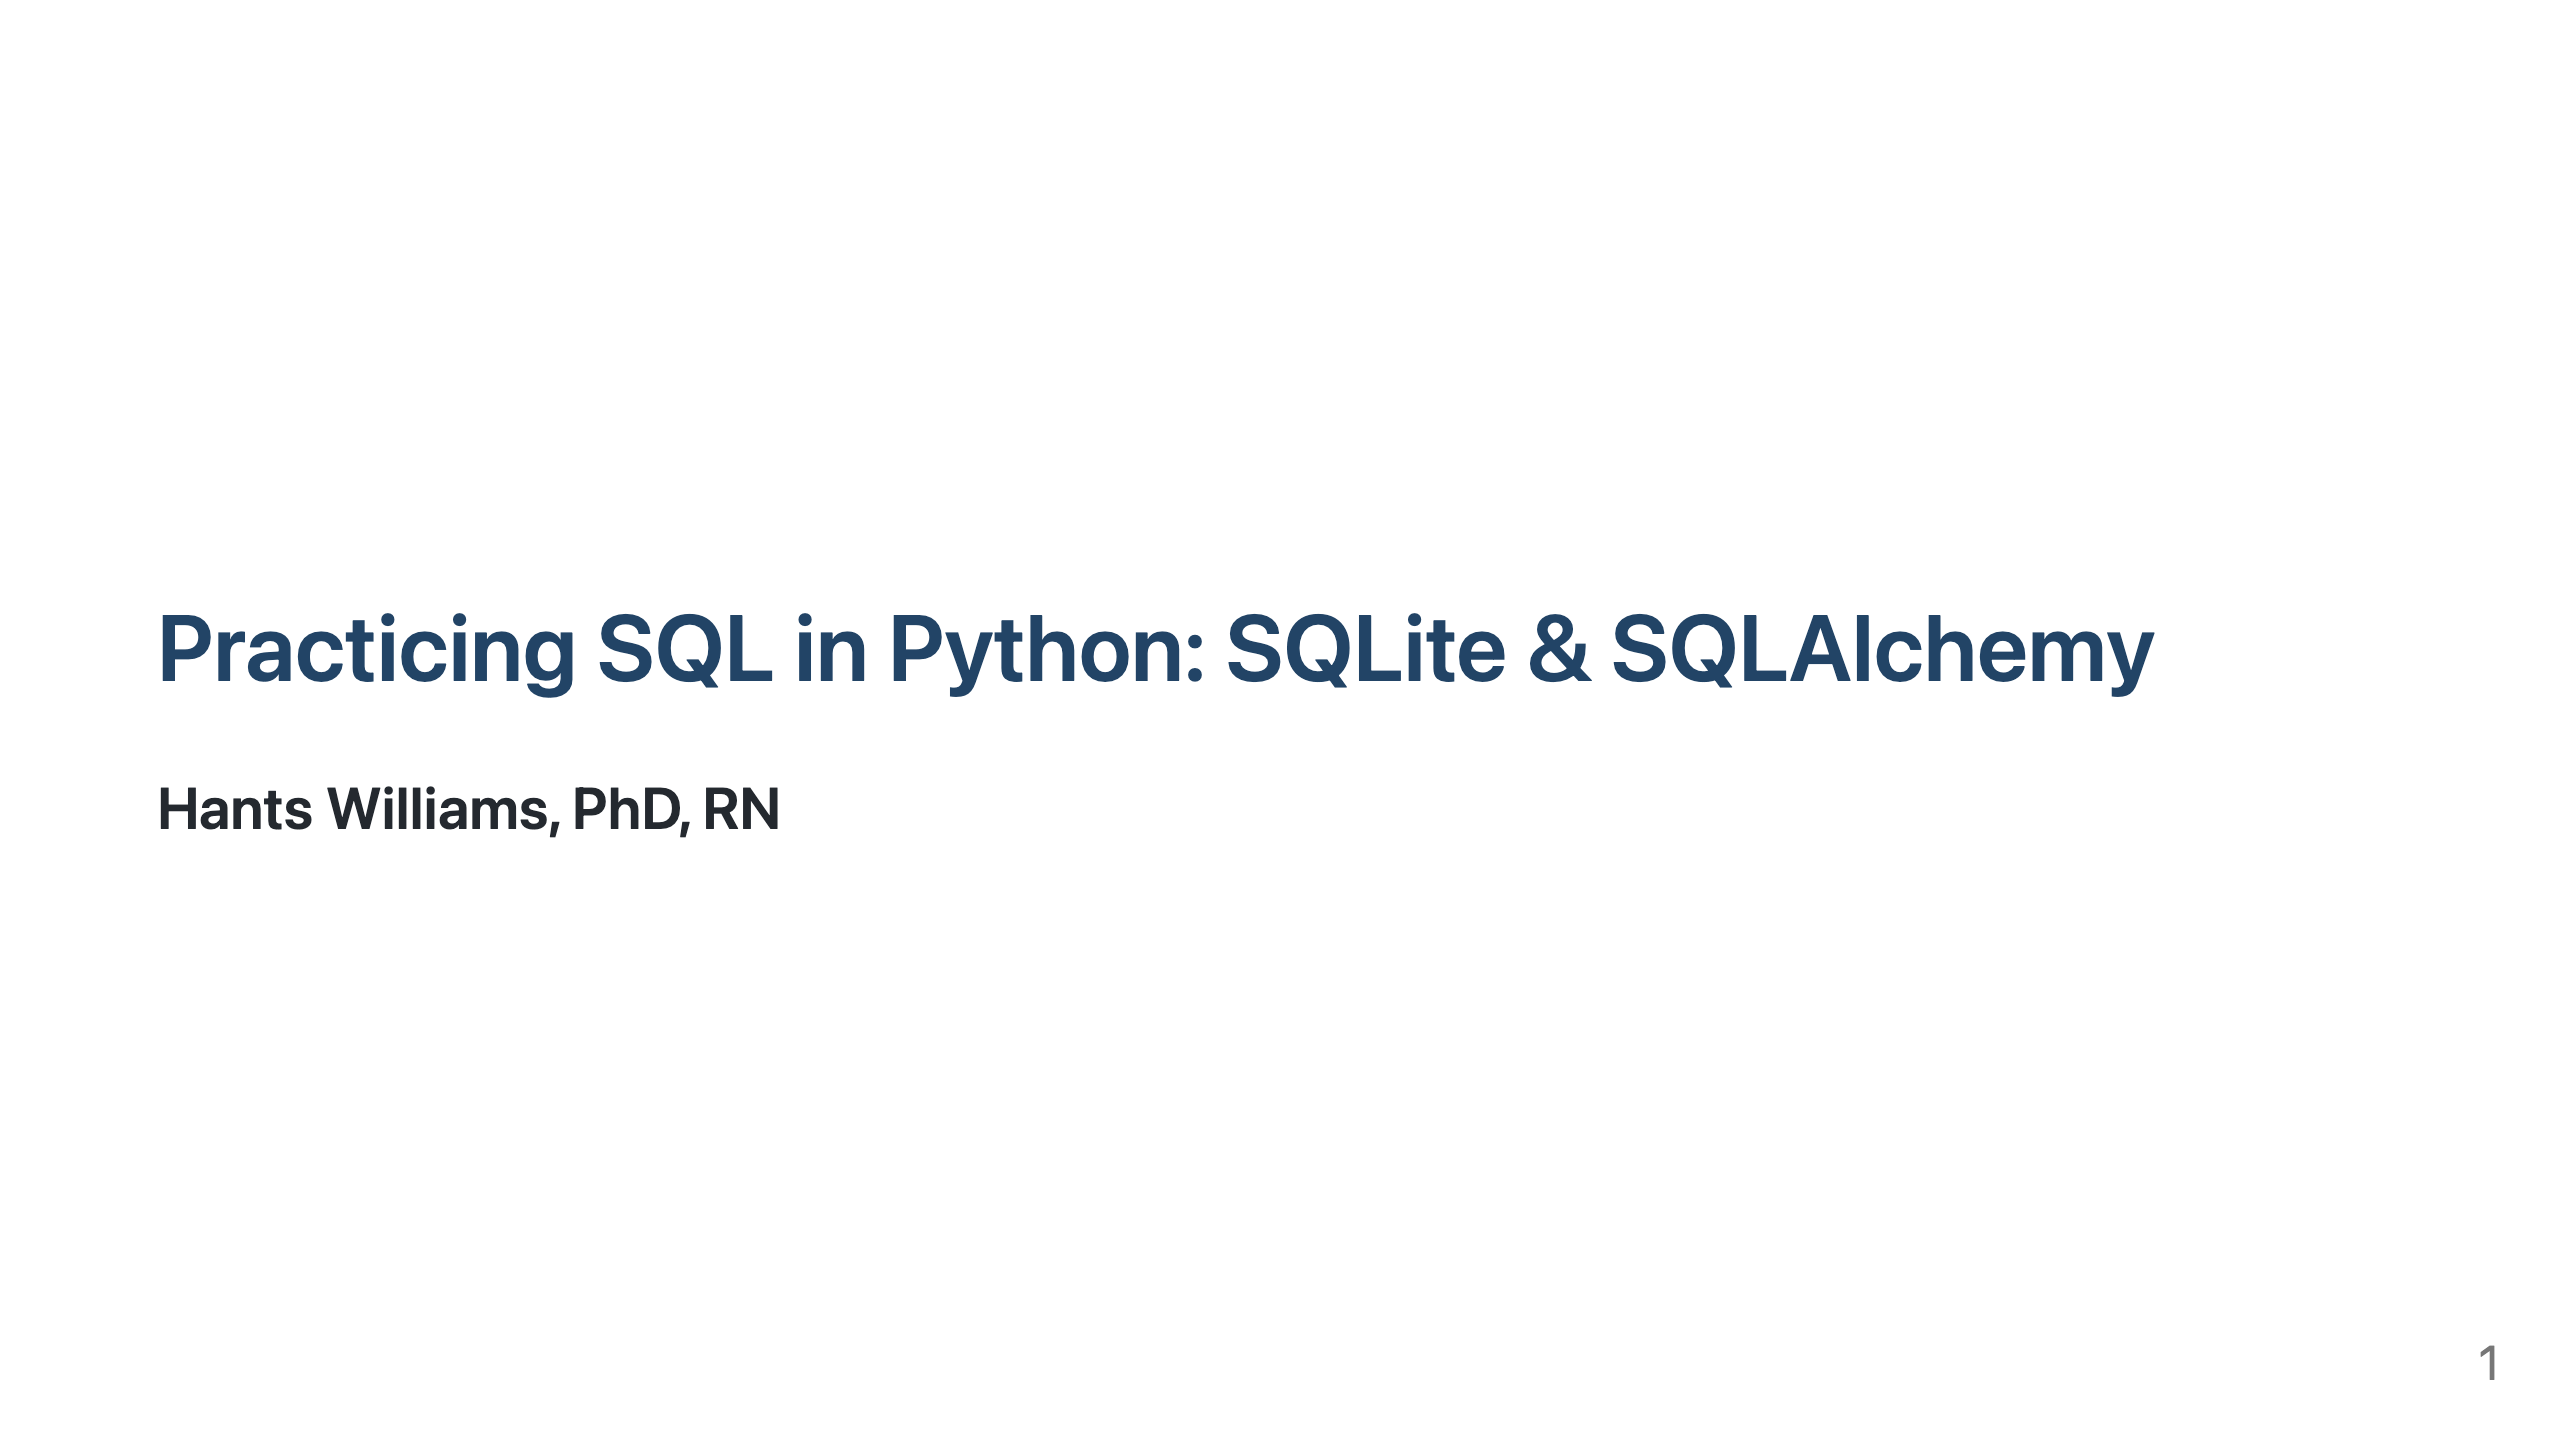 Practicing SQL in Python: SQLite & SQLAlchemy
Hants Williams, PhD, RN
1